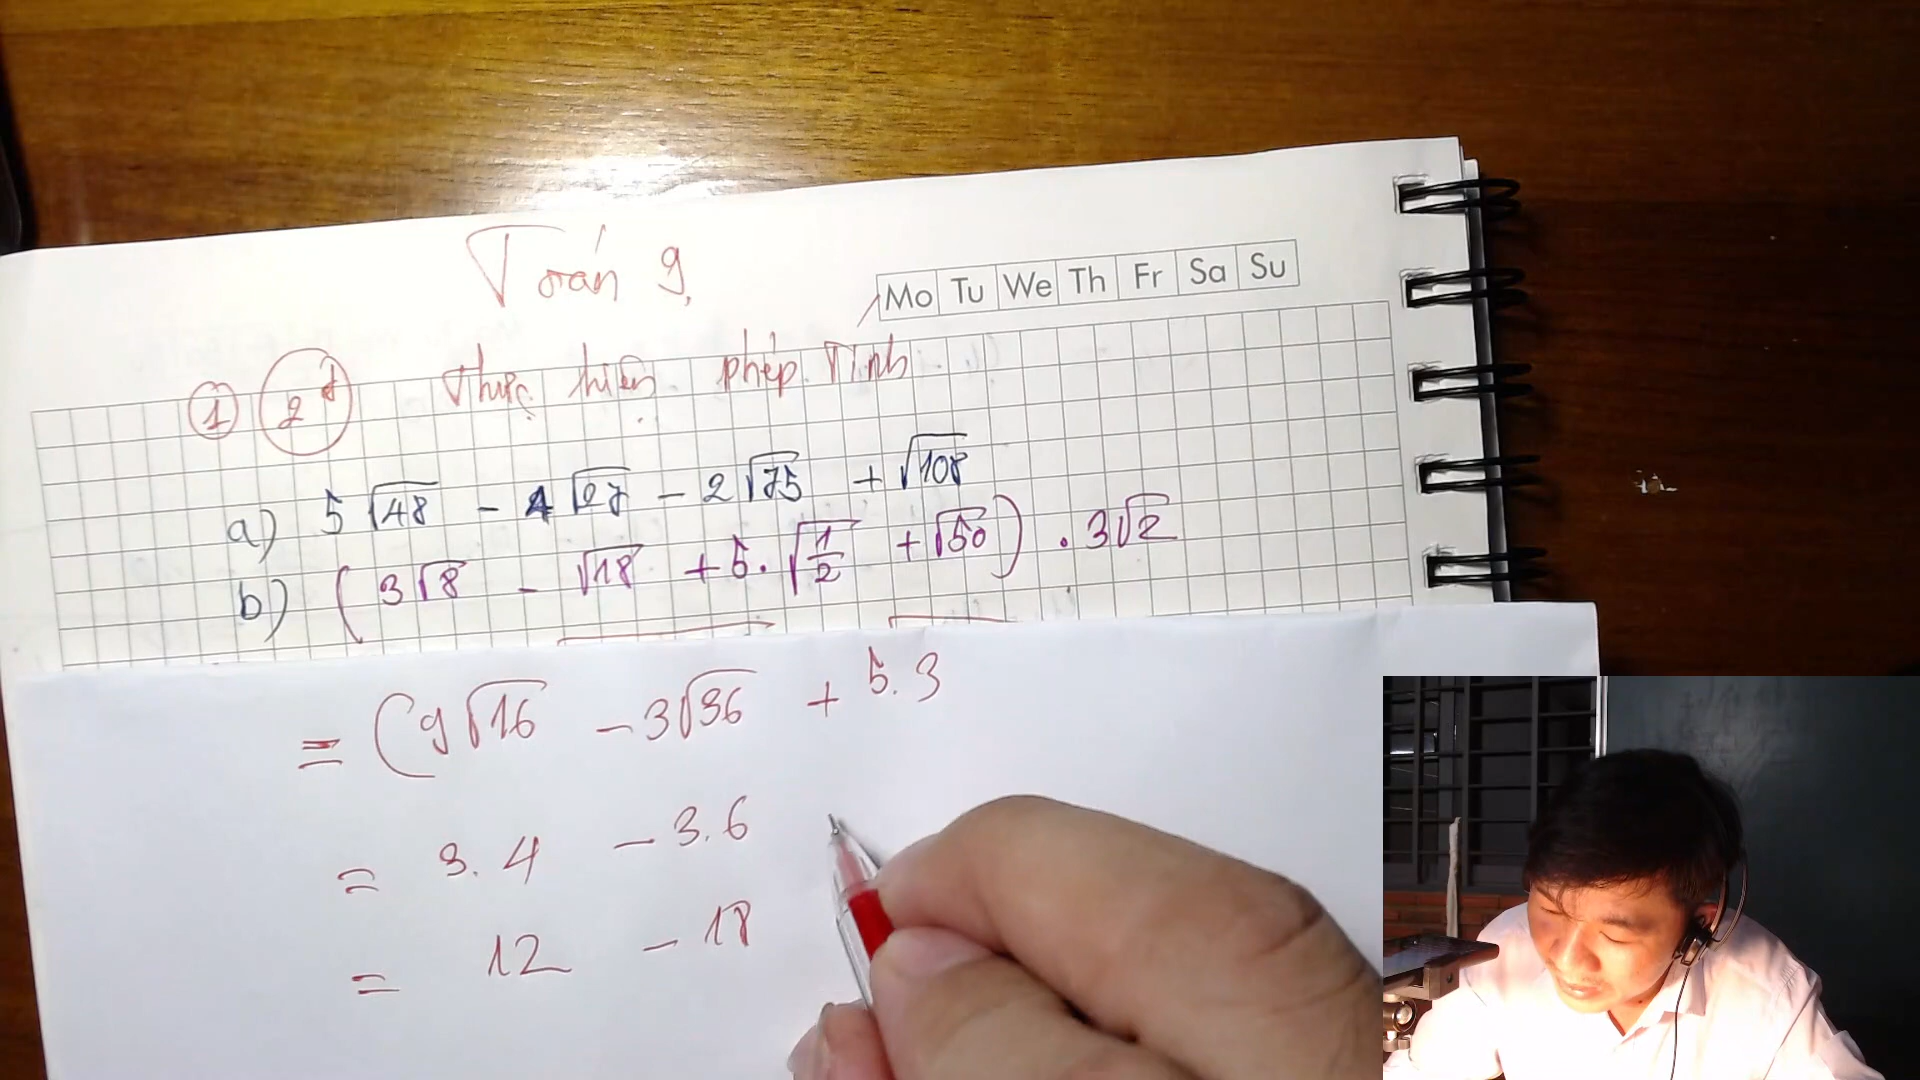 Toán 9.
Mo Tu We Th Fr Sa Su
① 2đ Thực hiện phép tính
a) 5√48 - 4√27 - 2√75 + √108
b) (3√8 - √18 + 5.√(1/2) + √50) . 3√2
= (9√16 - 3√36 + 5.3
= 3.4 - 3.6
= 12 - 18